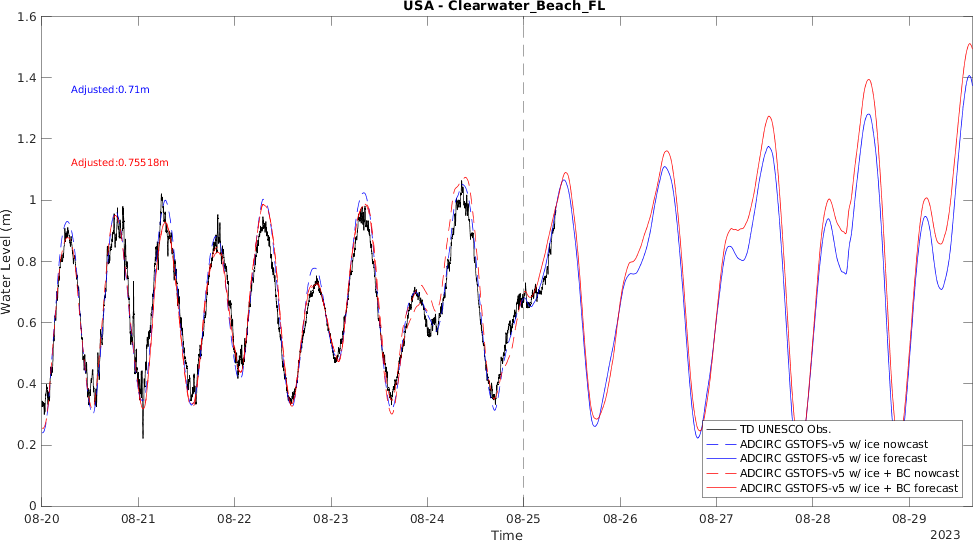 USA - Clearwater_Beach_FL
1.6
1.4
1.2
1
0.8
0.6
0.4
0.2
0
Water Level (m)
Adjusted:0.71m
Adjusted:0.75518m
TD UNESCO Obs.
ADCIRC GSTOFS-v5 w/ ice nowcast
ADCIRC GSTOFS-v5 w/ ice forecast
ADCIRC GSTOFS-v5 w/ ice + BC nowcast
ADCIRC GSTOFS-v5 w/ ice + BC forecast
08-20 08-21 08-22 08-23 08-24 08-25 08-26 08-27 08-28 08-29
Time
2023